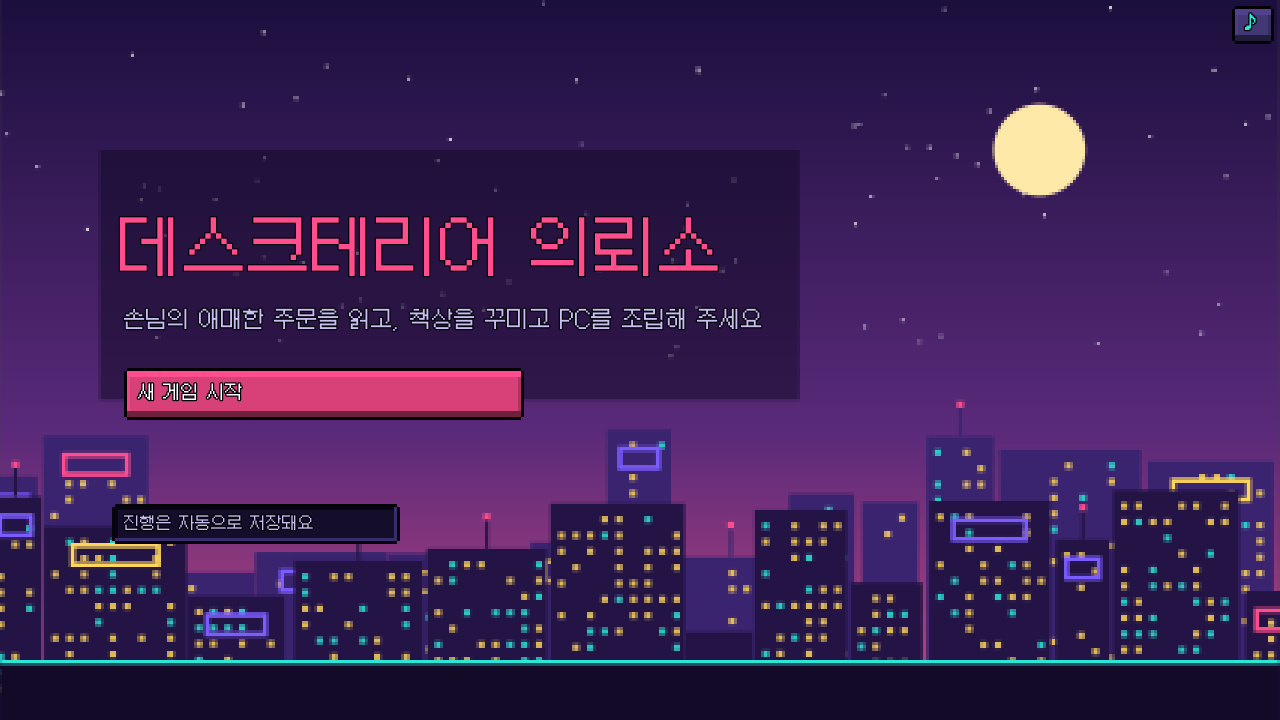 데스크테리어 의뢰소
손님의 애매한 주문을 읽고, 책상을 꾸미고 PC를 조립해 주세요
새 게임 시작
진행은 자동으로 저장돼요